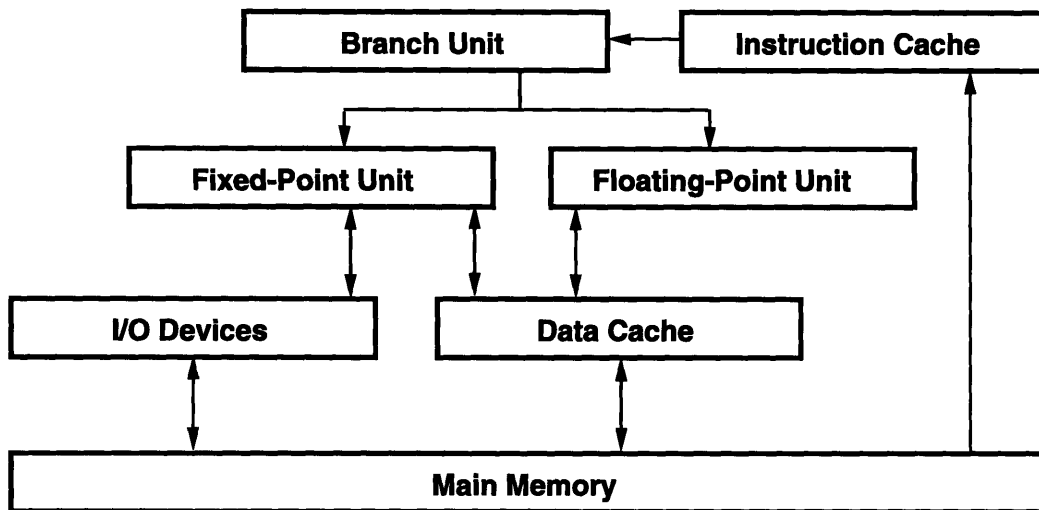 Branch Unit
Instruction Cache
Fixed-Point Unit
Floating-Point Unit
I/O Devices
Data Cache
Main Memory